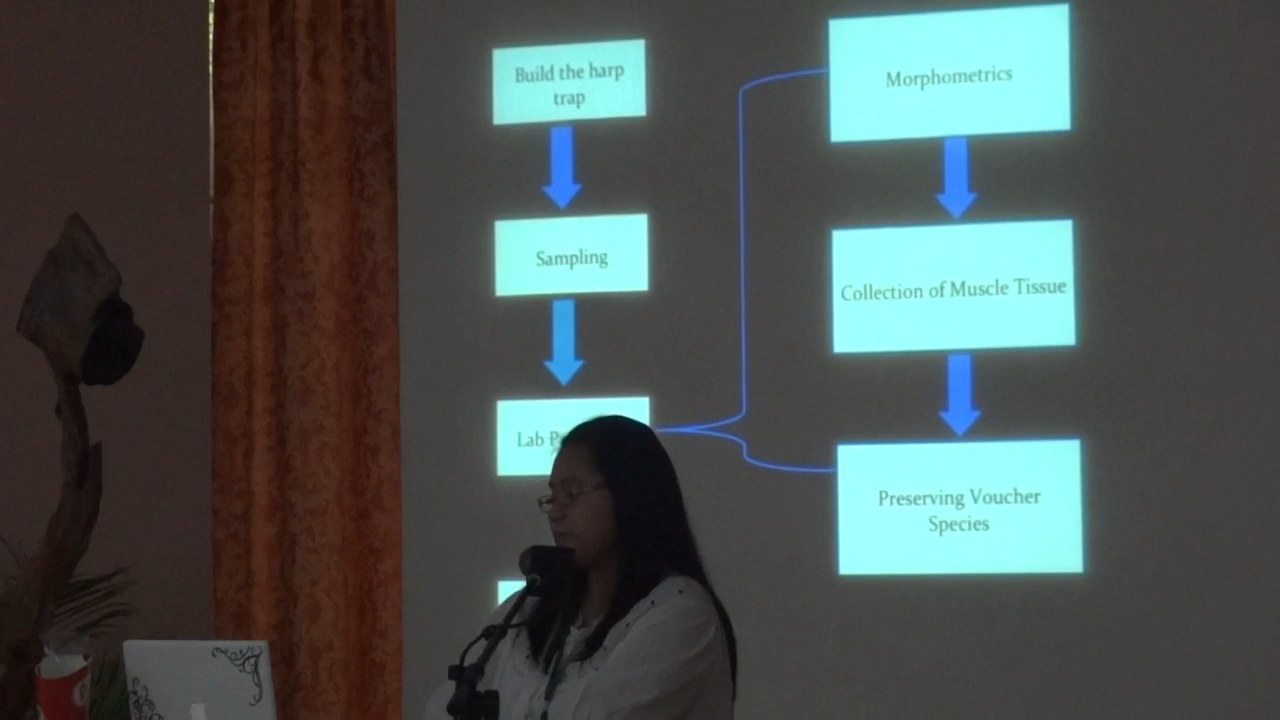 Build the harp
trap
Sampling
Lab
Morphometrics
Collection of Muscle Tissue
Preserving Voucher
Species